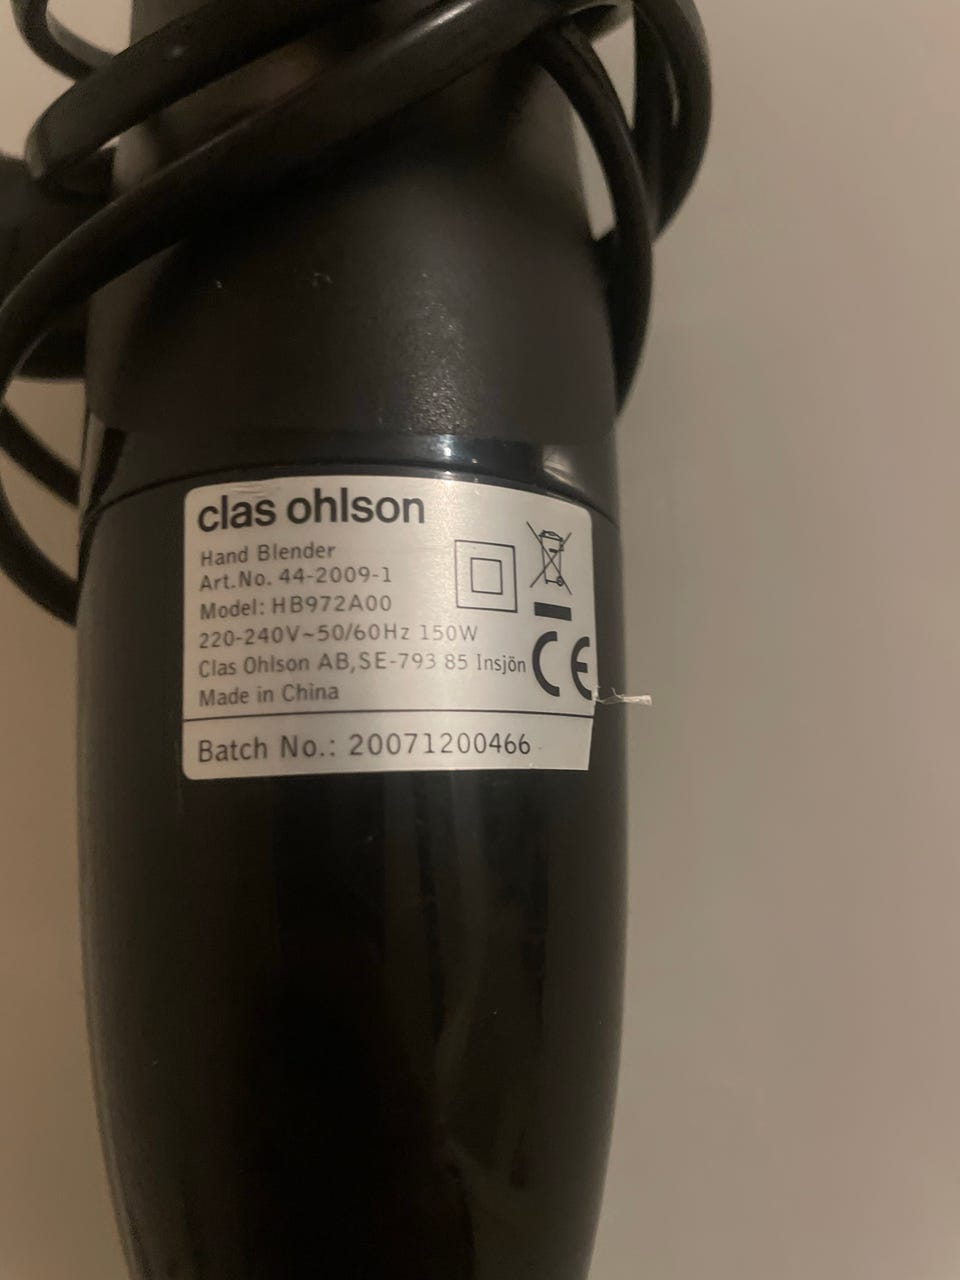 clas ohlson
Hand Blender
Art.No. 44-2009-1
Model: HB972A00
220-240V~50/60Hz 150W
Clas Ohlson AB,SE-793 85 Insjön
Made in China
CE
Batch No.: 20071200466